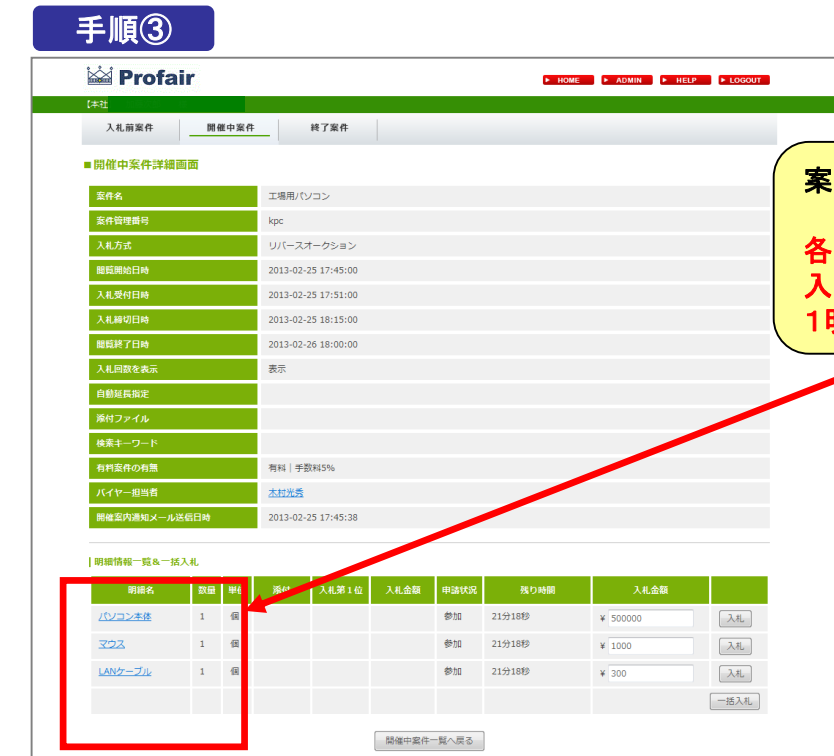 手順③
Profair
HOME ADMIN HELP LOGOUT
【本社
入札前案件 開催中案件 終了案件
■開催中案件詳細画面
案件名 工場用パソコン
案件管理番号 kpc
入札方式 リバースオークション
閲覧開始日時 2013-02-25 17:45:00
入札受付日時 2013-02-25 17:51:00
入札締切日時 2013-02-25 18:15:00
閲覧終了日時 2013-02-26 18:00:00
入札回数を表示 表示
自動延長指定
添付ファイル
検索キーワード
有料案件の有無 有料｜手数料5%
バイヤー担当者 木村光秀
開催案内通知メール送信日時 2013-02-25 17:45:38
案
各
入
1明
明細情報一覧&一括入札
明細名 数量 単位 添付 入札第1位 入札金額 申請状況 残り時間 入札金額
パソコン本体 1 個 参加 21分18秒 ¥ 500000 入札
マウス 1 個 参加 21分18秒 ¥ 1000 入札
LANケーブル 1 個 参加 21分18秒 ¥ 300 入札
一括入札
開催中案件一覧へ戻る